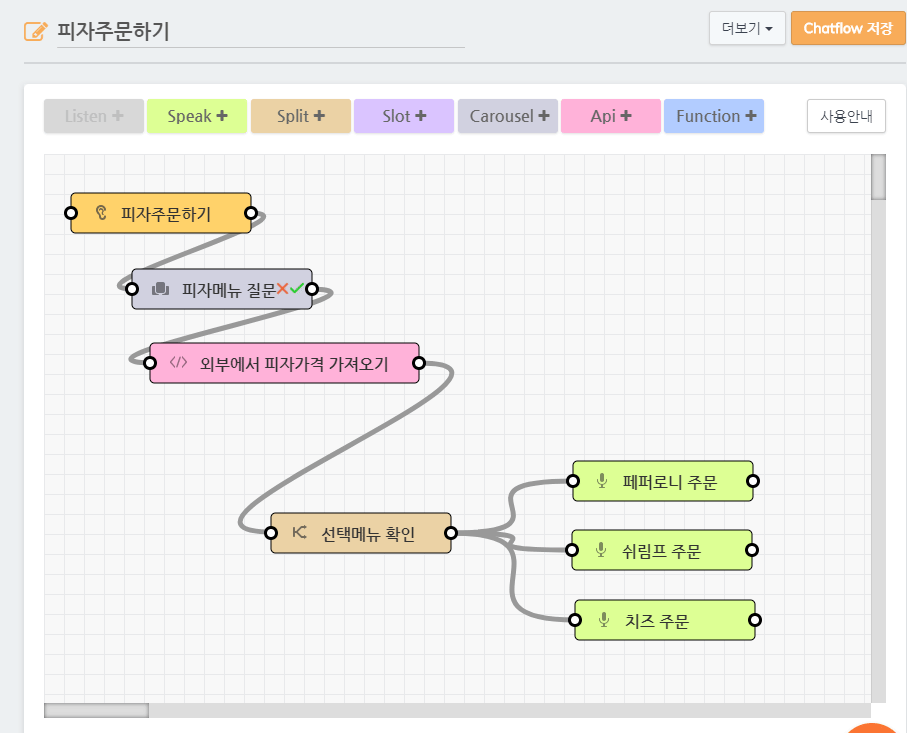 피자주문하기
더보기
Chatflow 저장
Listen +
Speak +
Split +
Slot +
Carousel +
Api +
Function +
사용안내
피자주문하기
피자메뉴 질문
외부에서 피자가격 가져오기
선택메뉴 확인
페퍼로니 주문
쉬림프 주문
치즈 주문